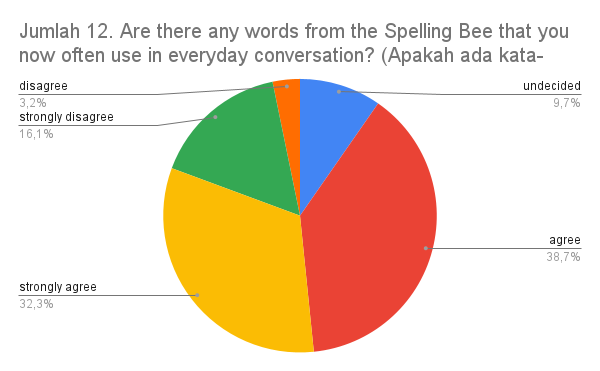 Jumlah 12. Are there any words from the Spelling Bee that you
now often use in everyday conversation? (Apakah ada kata-
disagree
3,2%
strongly disagree
16,1%
strongly agree
32,3%
undecided
9,7%
agree
38,7%